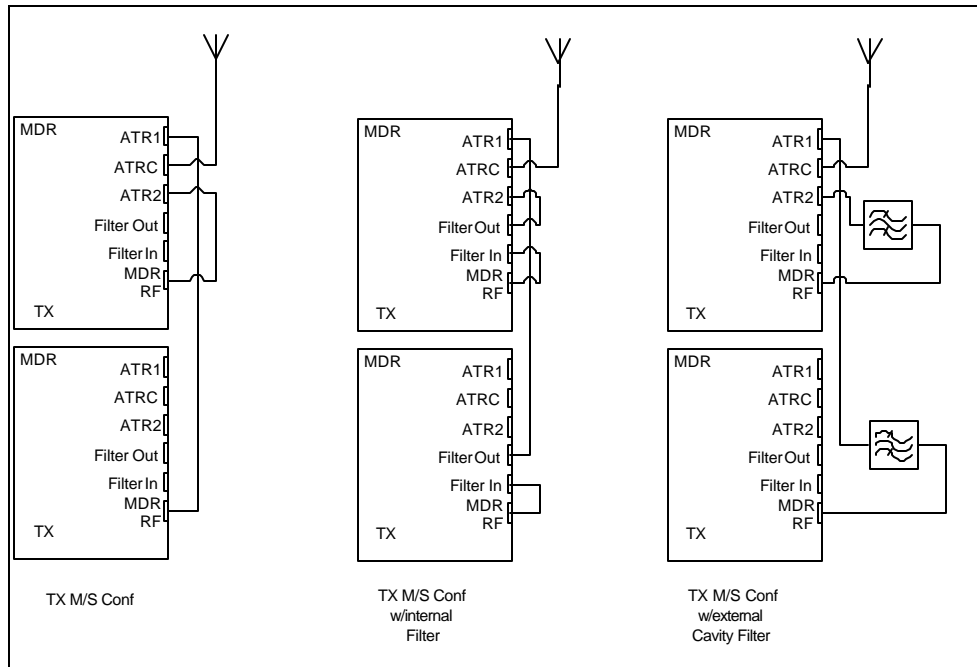 MDR
ATR1
ATRC
ATR2
Filter Out
Filter In
MDR
RF
TX
MDR
ATR1
ATRC
ATR2
Filter Out
Filter In
MDR
RF
TX
TX M/S Conf
MDR
ATR1
ATRC
ATR2
Filter Out
Filter In
MDR
RF
TX
MDR
ATR1
ATRC
ATR2
Filter Out
Filter In
MDR
RF
TX
TX M/S Conf
w/internal
Filter
MDR
ATR1
ATRC
ATR2
Filter Out
Filter In
MDR
RF
TX
MDR
ATR1
ATRC
ATR2
Filter Out
Filter In
MDR
RF
TX
TX M/S Conf
w/external
Cavity Filter